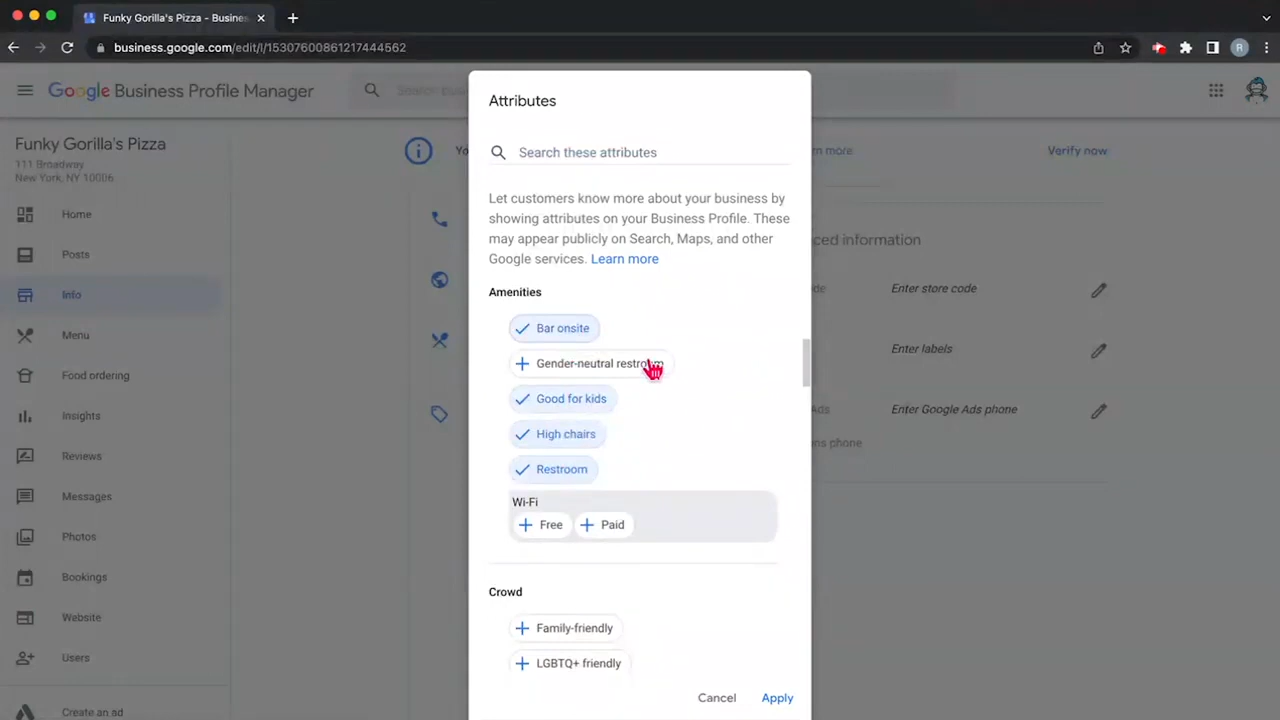 Funky Gorilla's Pizza - Busines
business.google.com/edit/l/15307600861217444562
R
Google Business Profile Manager
Search
Funky Gorilla's Pizza
111 Broadway
New York, NY 10006
Home
Posts
Info
Menu
Food ordering
Insights
Reviews
Messages
Photos
Bookings
Website
Users
Create an ad
Attributes
Search these attributes
Let customers know more about your business by
showing attributes on your Business Profile. These
may appear publicly on Search, Maps, and other
Google services. Learn more
Amenities
Bar onsite
Gender-neutral restroom
Good for kids
High chairs
Restroom
Wi-Fi
Free
Paid
Crowd
Family-friendly
LGBTQ+ friendly
Cancel
Apply
Verify now
information
Enter store code
Enter labels
Ads
Enter Google Ads phone
phone